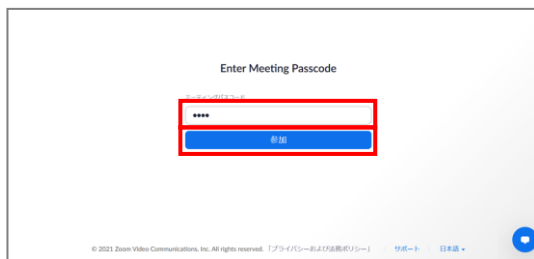 Enter Meeting Passcode
ミーティングパスコード
••••
参加
© 2021 Zoom Video Communications, Inc. All rights reserved. 「プライバシーおよび法務ポリシー」 サポート 日本語